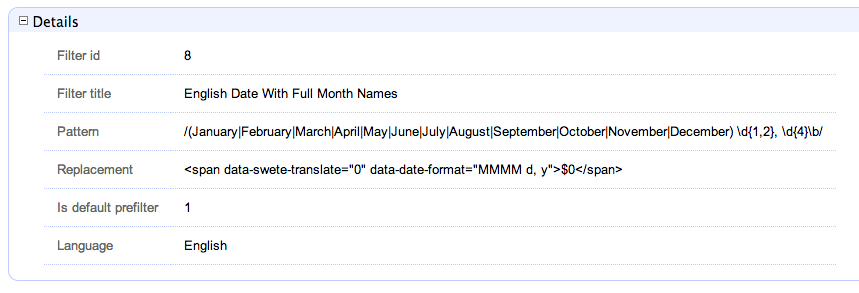 Details
Filter id 8
Filter title English Date With Full Month Names
Pattern /(January|February|March|April|May|June|July|August|September|October|November|December) \d{1,2}, \d{4}\b/
Replacement <span data-swete-translate="0" data-date-format="MMMM d, y">$0</span>
Is default prefilter 1
Language English